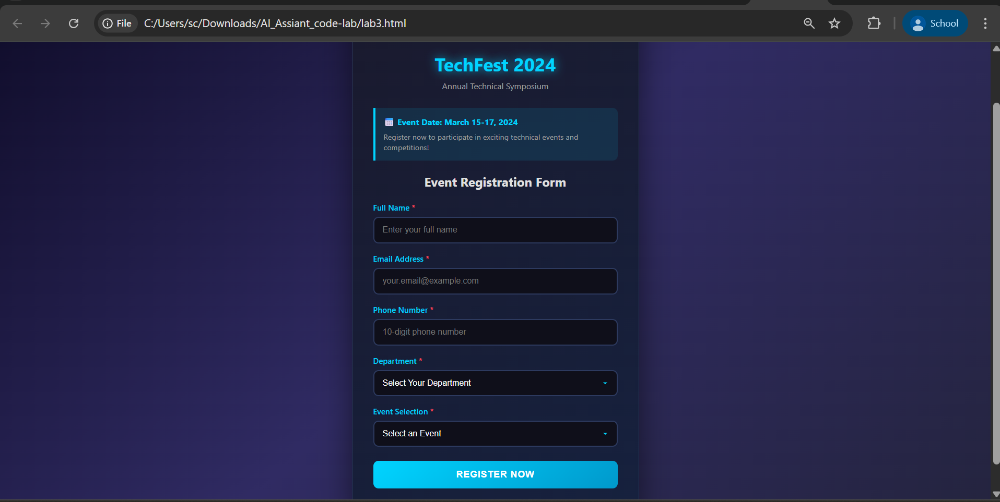 File C:/Users/sc/Downloads/AI_Assiant_code-lab/lab3.html School
TechFest 2024
Annual Technical Symposium
Event Date: March 15-17, 2024
Register now to participate in exciting technical events and
competitions!
Event Registration Form
Full Name *
Enter your full name
Email Address *
your.email@example.com
Phone Number *
10-digit phone number
Department *
Select Your Department
Event Selection *
Select an Event
REGISTER NOW